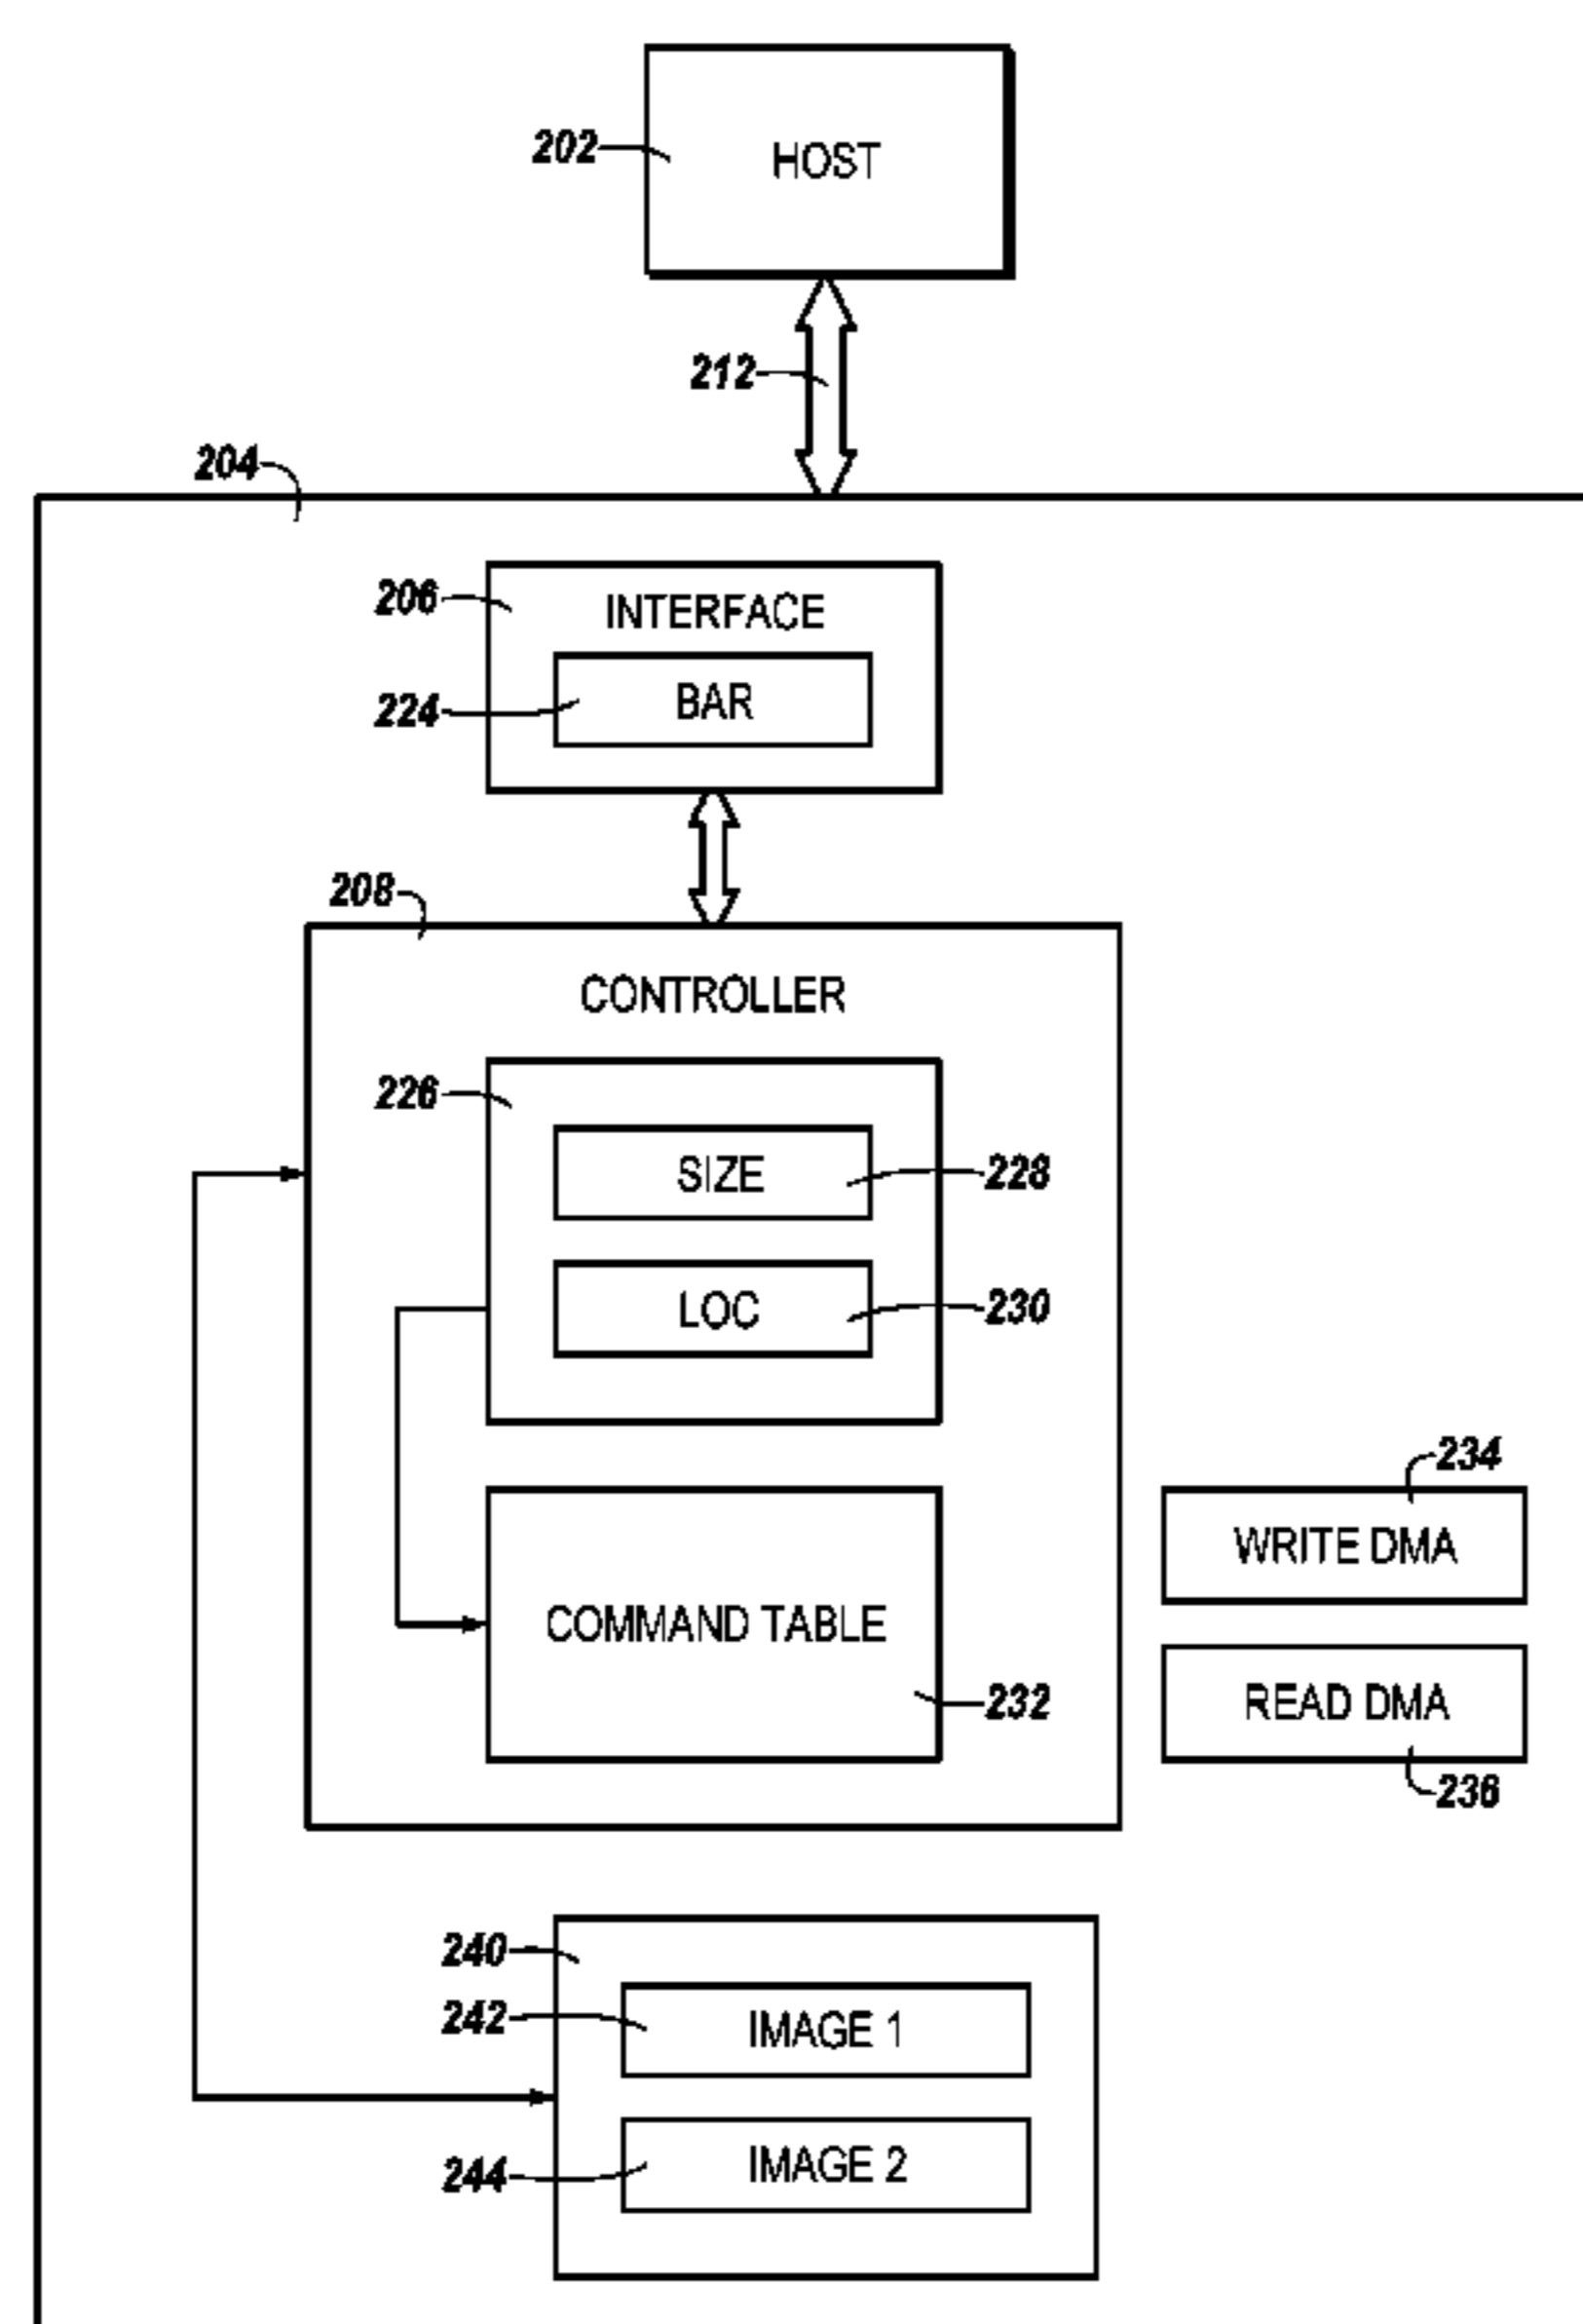 202
HOST
212
204
206
INTERFACE
224
BAR
208
CONTROLLER
226
SIZE
228
LOC
230
234
WRITE DMA
COMMAND TABLE
232
READ DMA
236
240
242
IMAGE 1
244
IMAGE 2